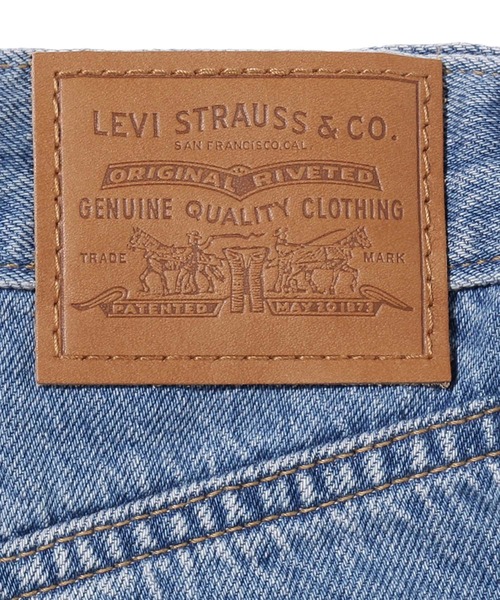 LEVI STRAUSS & CO.
SAN FRANCISCO, CAL.
ORIGINAL RIVETED
GENUINE QUALITY CLOTHING
TRADE MARK
PATENTED MAY 20 1873